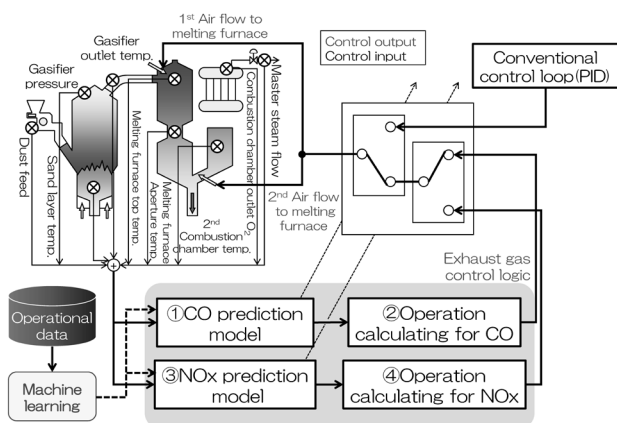 1st Air flow to
melting furnace
Gasifier
outlet temp.
Gasifier
pressure
Dust feed
Sand layer temp.
Melting furnace top temp.
Aperture temp.
Melting furnace
2nd
Combustion
chamber temp.
Combustion chamber outlet O2
Master steam flow
Control output
Control input
Conventional
control loop(PID)
2nd Air flow
to melting
furnace
Exhaust gas
control logic
Operational
data
Machine
learning
①CO prediction
model
②Operation
calculating for CO
③NOx prediction
model
④Operation
calculating for NOx